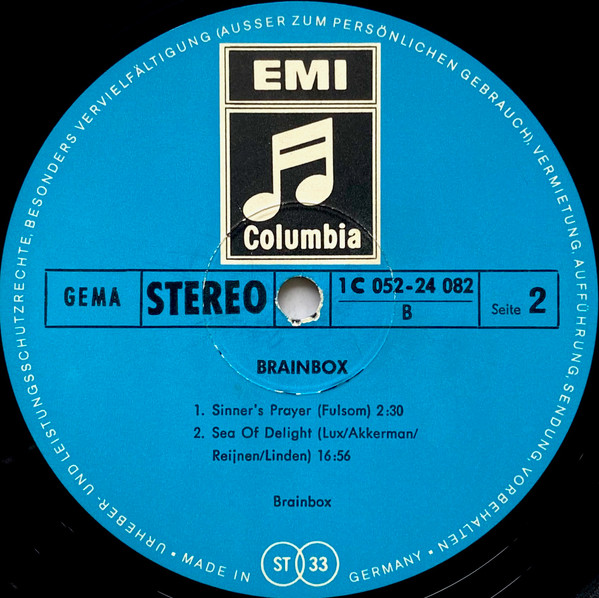 EMI
Columbia
GEMA
STEREO
1 C 052-24 082
B
Seite 2
BRAINBOX
1. Sinner's Prayer (Fulsom) 2:30
2. Sea Of Delight (Lux/Akkerman/
Reijnen/Linden) 16:56
Brainbox
URHEBER- UND LEISTUNGSSCHUTZRECHTE, BESONDERS VERVIELFÄLTIGUNG (AUSSER ZUM PERSÖNLICHEN GEBRAUCH), VERMIETUNG, AUFFÜHRUNG, SENDUNG, VORBEHALTEN •
• MADE IN ST 33 GERMANY •